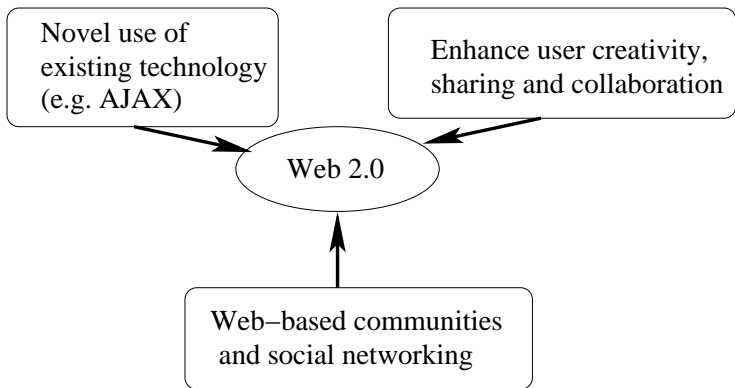 Novel use of
existing technology
(e.g. AJAX)
Enhance user creativity,
sharing and collaboration
Web 2.0
Web−based communities
and social networking